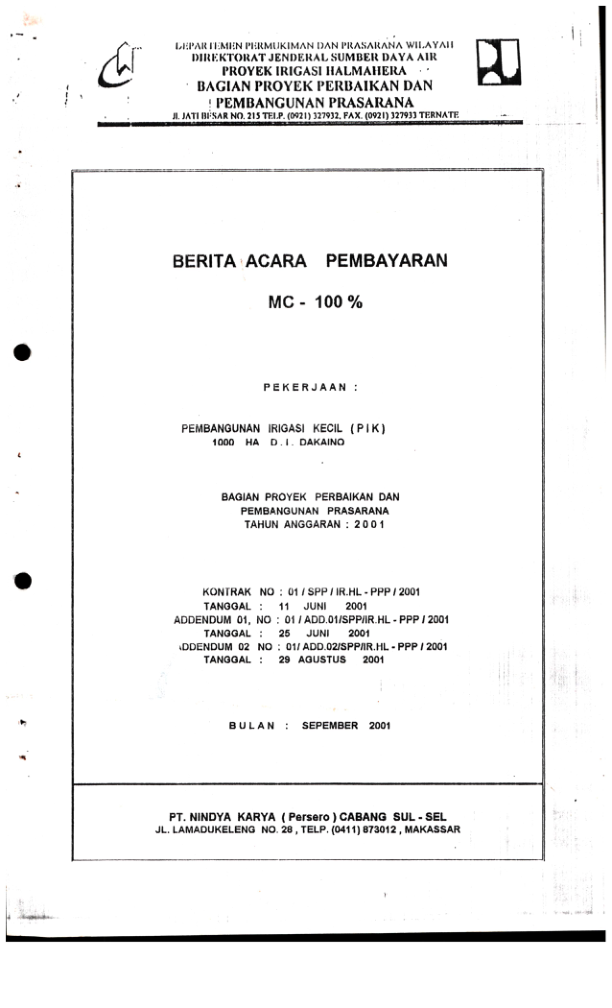 DEPARTEMEN PERMUKIMAN DAN PRASARANA WILAYAH
DIREKTORAT JENDERAL SUMBER DAYA AIR
PROYEK IRIGASI HALMAHERA
BAGIAN PROYEK PERBAIKAN DAN
PEMBANGUNAN PRASARANA
Jl. JATI BESAR NO. 215 TELP. (0921) 327932, FAX. (0921) 327933 TERNATE
BERITA ACARA PEMBAYARAN
MC - 100 %
PEKERJAAN :
PEMBANGUNAN IRIGASI KECIL ( P I K )
1000 HA D . I . DAKAINO
BAGIAN PROYEK PERBAIKAN DAN
PEMBANGUNAN PRASARANA
TAHUN ANGGARAN : 2 0 0 1
KONTRAK NO : 01 / SPP / IR.HL - PPP / 2001
TANGGAL : 11 JUNI 2001
ADDENDUM 01, NO : 01 / ADD.01/SPP/IR.HL - PPP / 2001
TANGGAL : 25 JUNI 2001
ADDENDUM 02 NO : 01/ ADD.02/SPP/IR.HL - PPP / 2001
TANGGAL : 29 AGUSTUS 2001
B U L A N : SEPEMBER 2001
PT. NINDYA KARYA ( Persero ) CABANG SUL - SEL
JL. LAMADUKELENG NO. 28 , TELP. (0411) 873012 , MAKASSAR